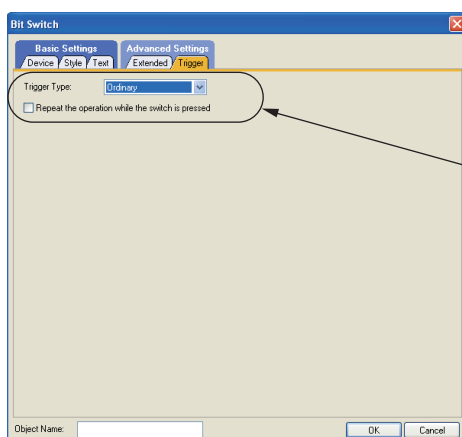 Bit Switch
Basic Settings Advanced Settings
Device Style Text Extended Trigger
Trigger Type: Ordinary
Repeat the operation while the switch is pressed
Object Name: OK Cancel